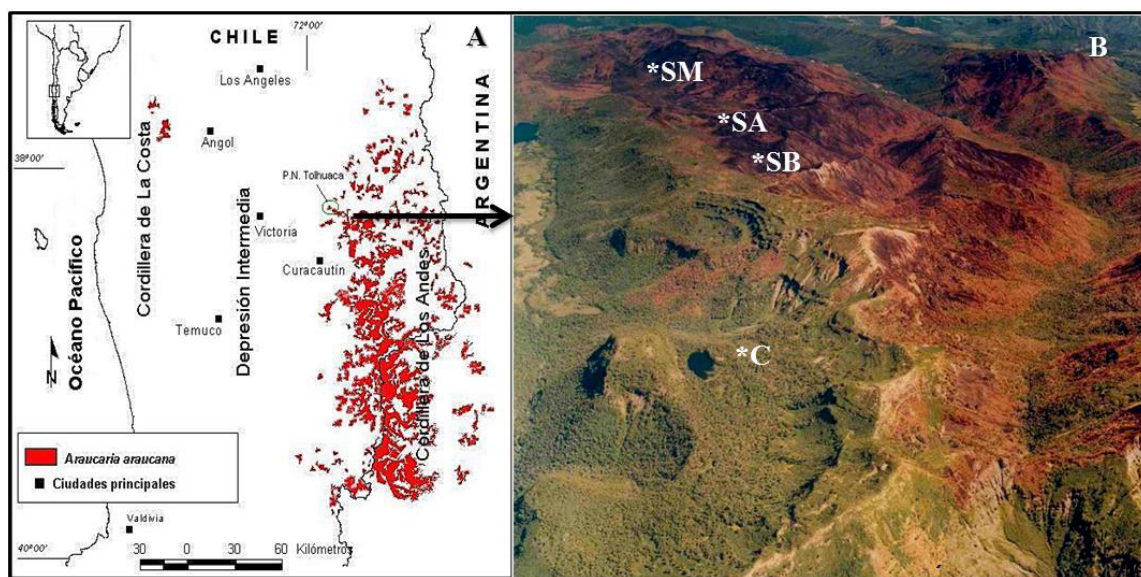 CHILE
72°00'
A
Los Angeles
Cordillera de La Costa
Angol
ARGENTINA
38°00'
P.N. Tolhuaca
Océano Pacífico
Depresión Intermedia
Victoria
Curacautín
Temuco
Cordillera de Los Andes
N
Araucaria araucana
Ciudades principales
Valdivia
40°00'
30 0 30 60 Kilómetros
B
*SM
*SA
*SB
*C